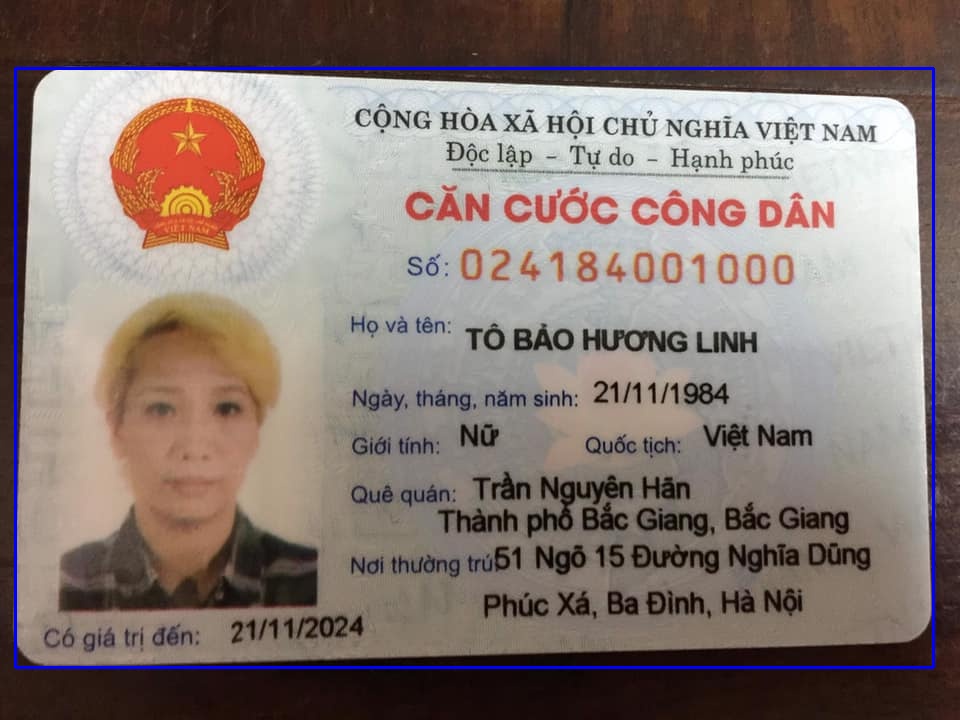 CỘNG HÒA XÃ HỘI CHỦ NGHĨA VIỆT NAM
Độc lập - Tự do - Hạnh phúc
CĂN CƯỚC CÔNG DÂN
Số: 024184001000
Họ và tên: TÔ BẢO HƯƠNG LINH
Ngày, tháng, năm sinh: 21/11/1984
Giới tính: Nữ Quốc tịch: Việt Nam
Quê quán: Trần Nguyên Hãn
Thành phố Bắc Giang, Bắc Giang
Nơi thường trú 51 Ngõ 15 Đường Nghĩa Dũng
Phúc Xá, Ba Đình, Hà Nội
Có giá trị đến: 21/11/2024
VIỆT NAM